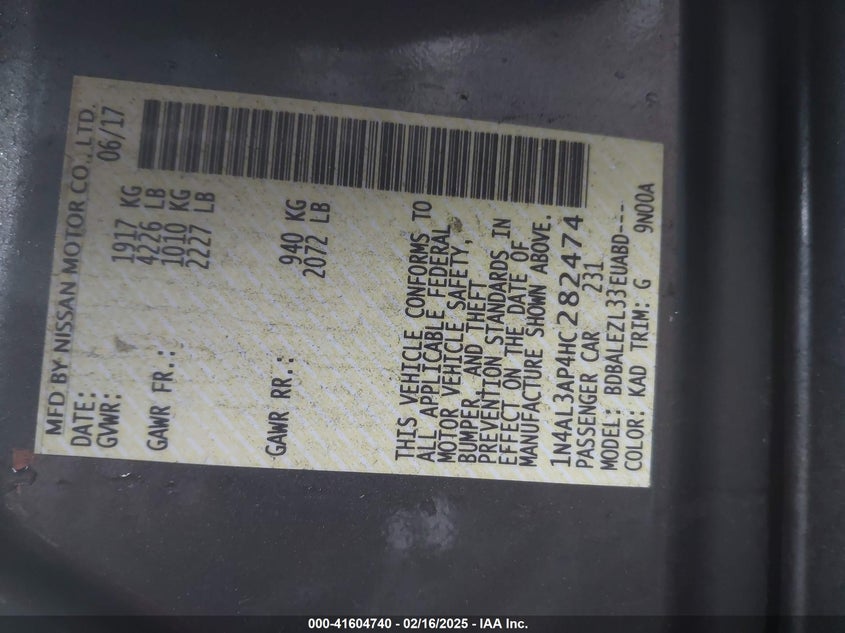 MFD BY NISSAN MOTOR CO., LTD.
DATE: 06/17
GVWR: 1917 KG
4226 LB
GAWR FR.: 1010 KG
2227 LB
GAWR RR.: 940 KG
2072 LB
THIS VEHICLE CONFORMS TO
ALL APPLICABLE FEDERAL
MOTOR VEHICLE SAFETY,
BUMPER, AND THEFT
PREVENTION STANDARDS IN
EFFECT ON THE DATE OF
MANUFACTURE SHOWN ABOVE.
1N4AL3AP4HC282474
PASSENGER CAR 231
MODEL: BDBALEZL33EUABD---
COLOR: KAD TRIM: G 9N00A
000-41604740 - 02/16/2025 - IAA Inc.